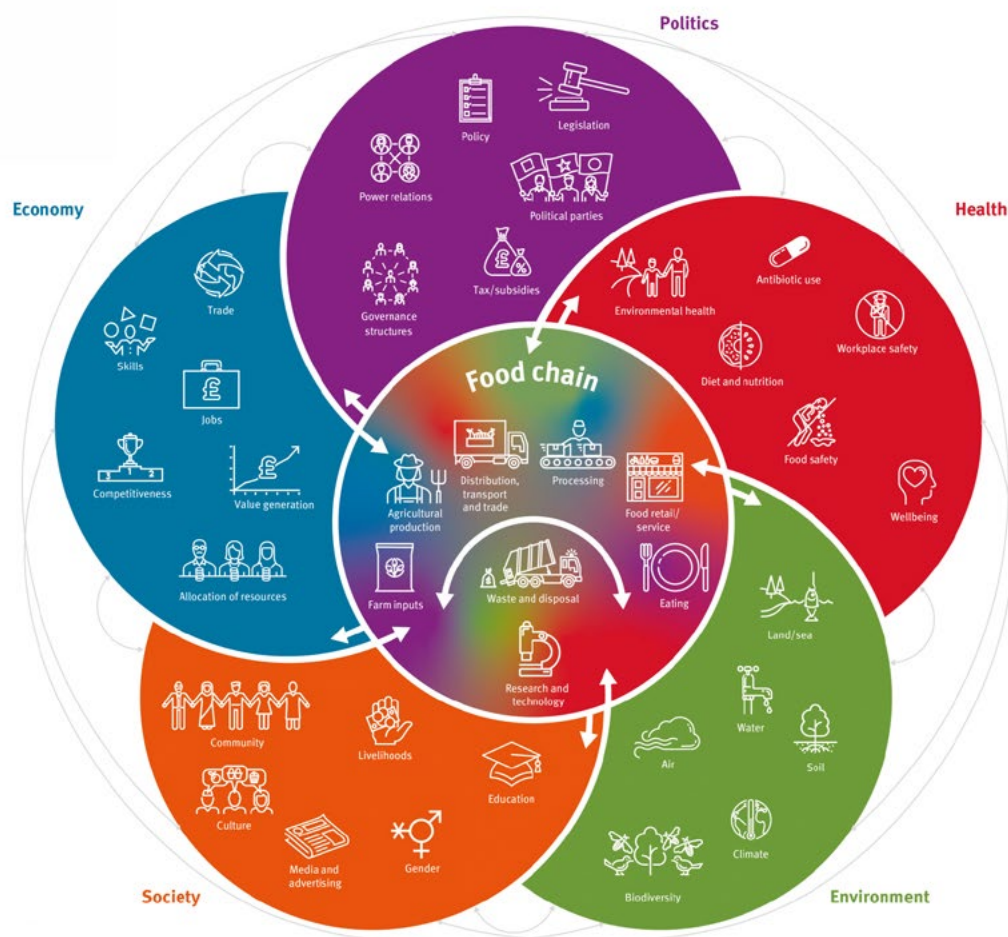 Politics
Policy
Legislation
Power relations
Political parties
Governance
structures
Tax/subsidies
£
%
Economy
Trade
Skills
£
Jobs
3 1 2
Competitiveness
£
Value generation
Allocation of resources
Health
Environmental health
Antibiotic use
Workplace safety
Diet and nutrition
Food safety
Wellbeing
Food chain
Agricultural
production
Distribution,
transport
and trade
Processing
Food retail/
service
Farm inputs
Waste and disposal
Eating
Research and
technology
Society
Community
Livelihoods
Education
Culture
Media and
advertising
Gender
Environment
Land/sea
Water
Soil
Air
Climate
Biodiversity